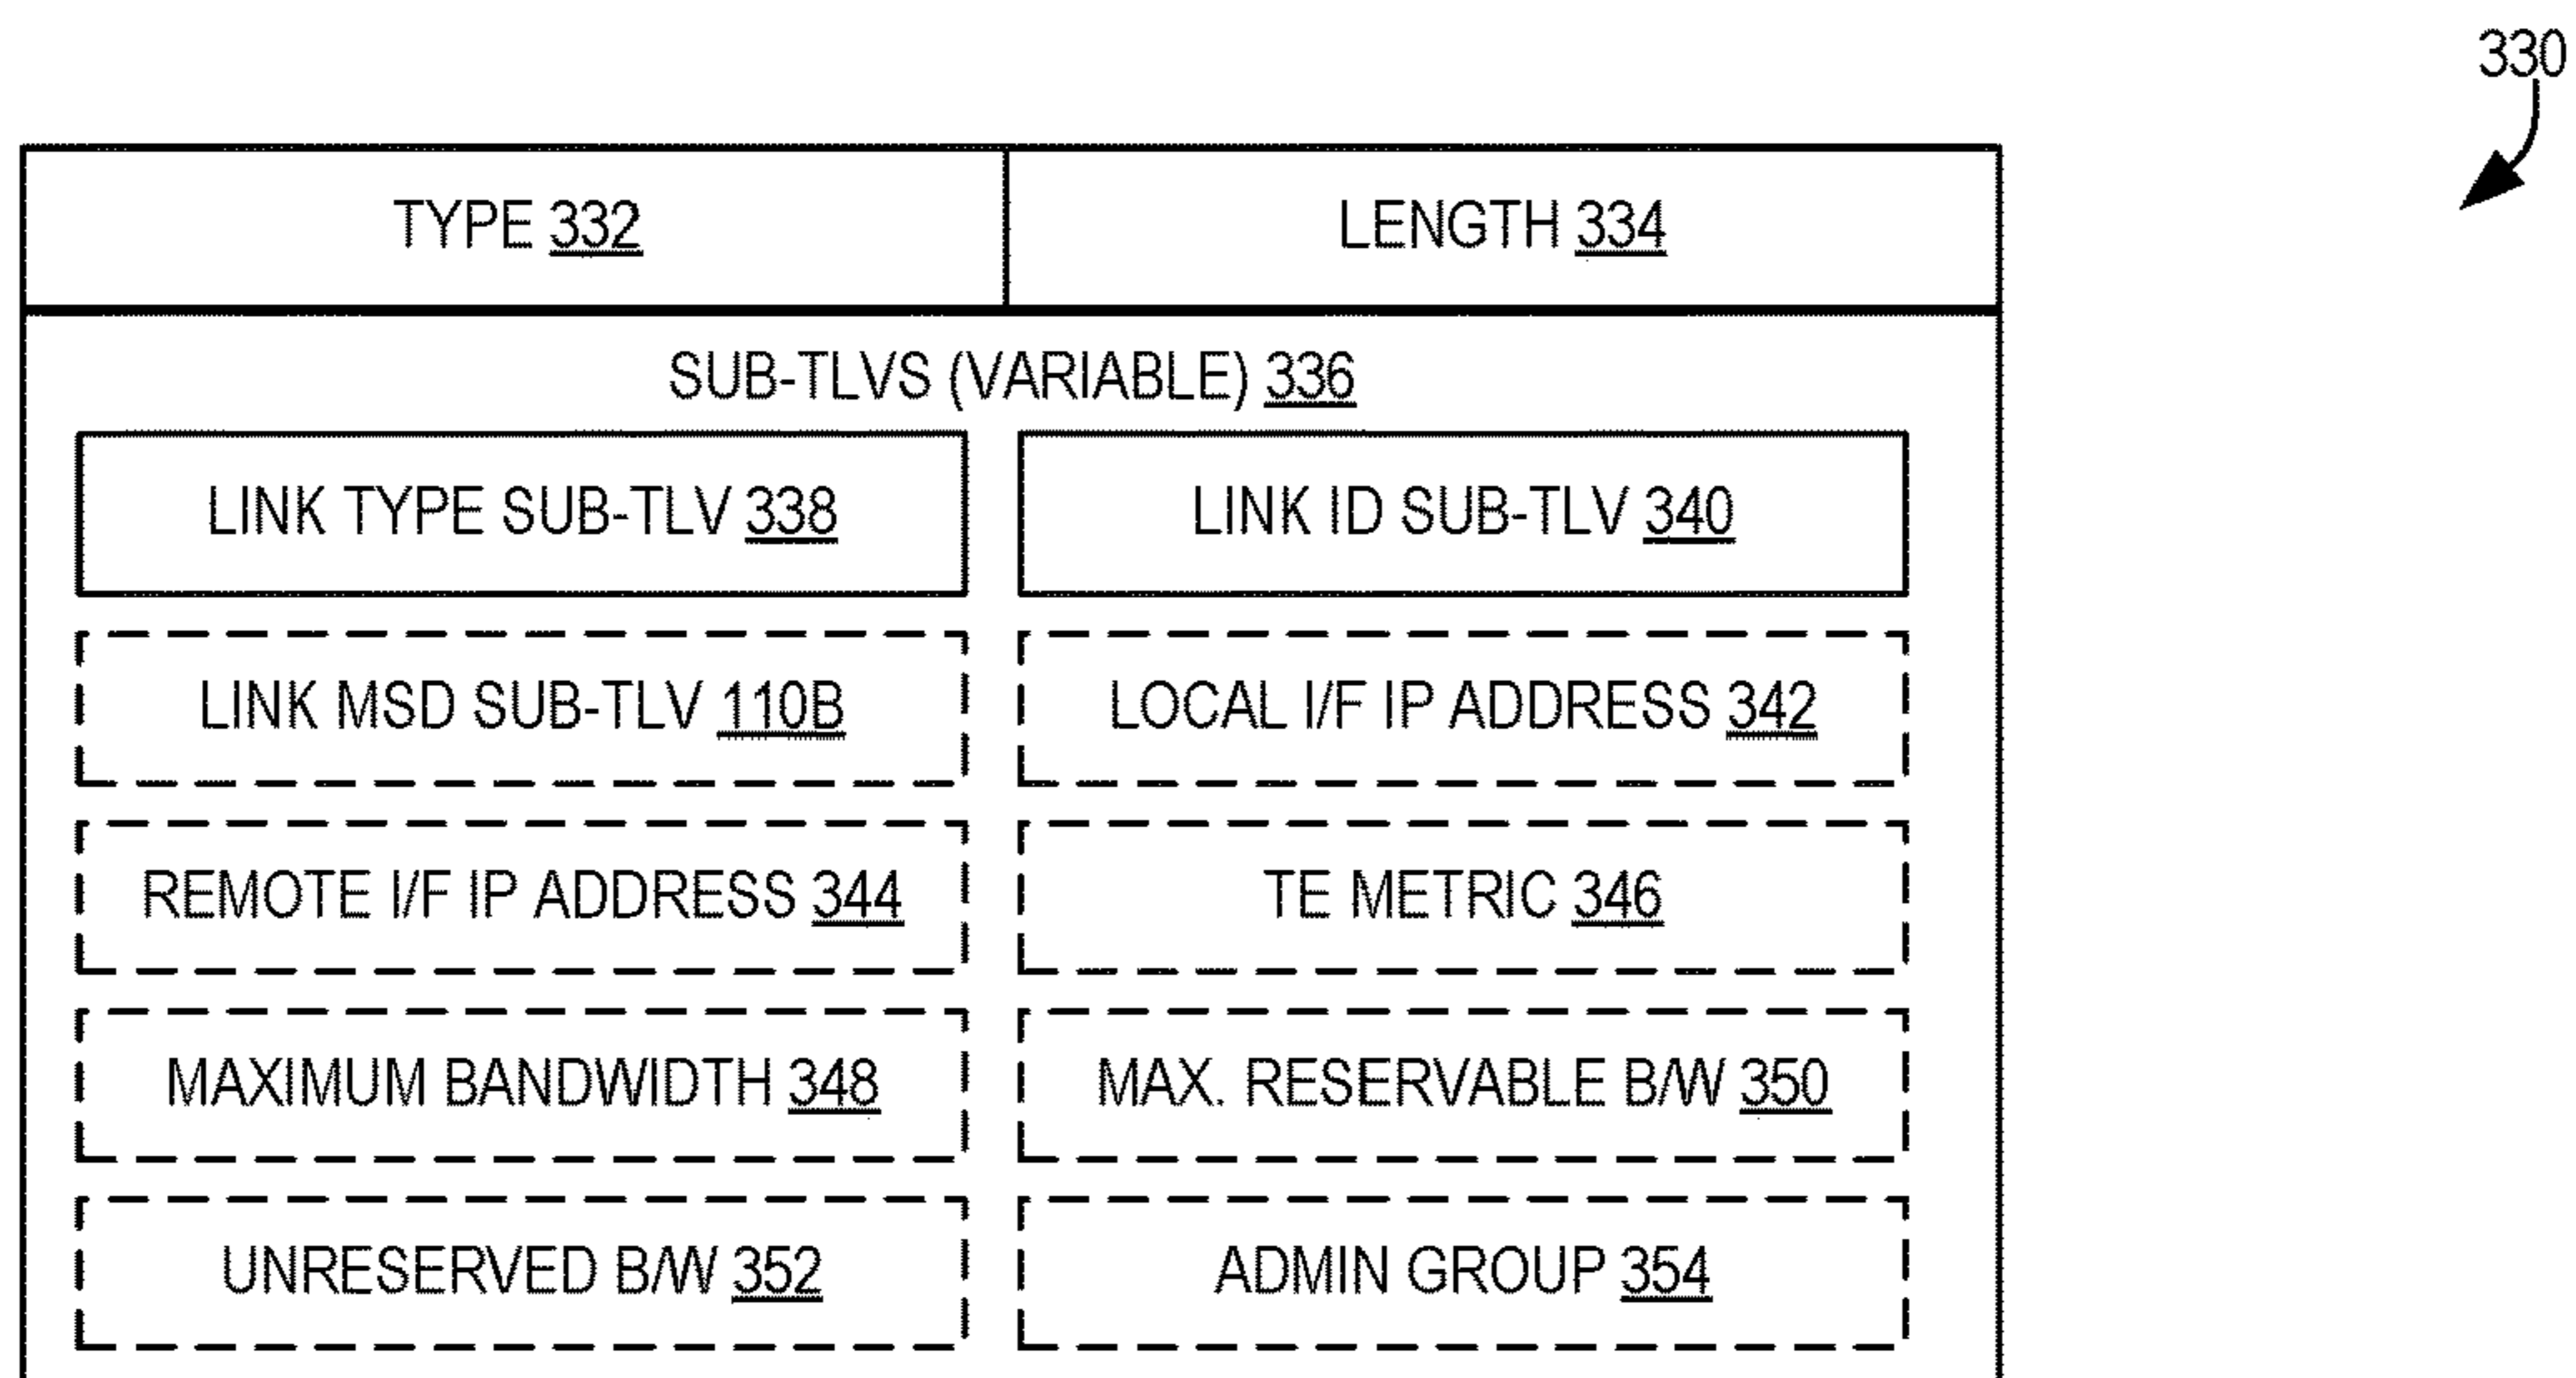 330
TYPE 332
LENGTH 334
SUB-TLVS (VARIABLE) 336
LINK TYPE SUB-TLV 338
LINK ID SUB-TLV 340
LINK MSD SUB-TLV 110B
LOCAL I/F IP ADDRESS 342
REMOTE I/F IP ADDRESS 344
TE METRIC 346
MAXIMUM BANDWIDTH 348
MAX. RESERVABLE B/W 350
UNRESERVED B/W 352
ADMIN GROUP 354